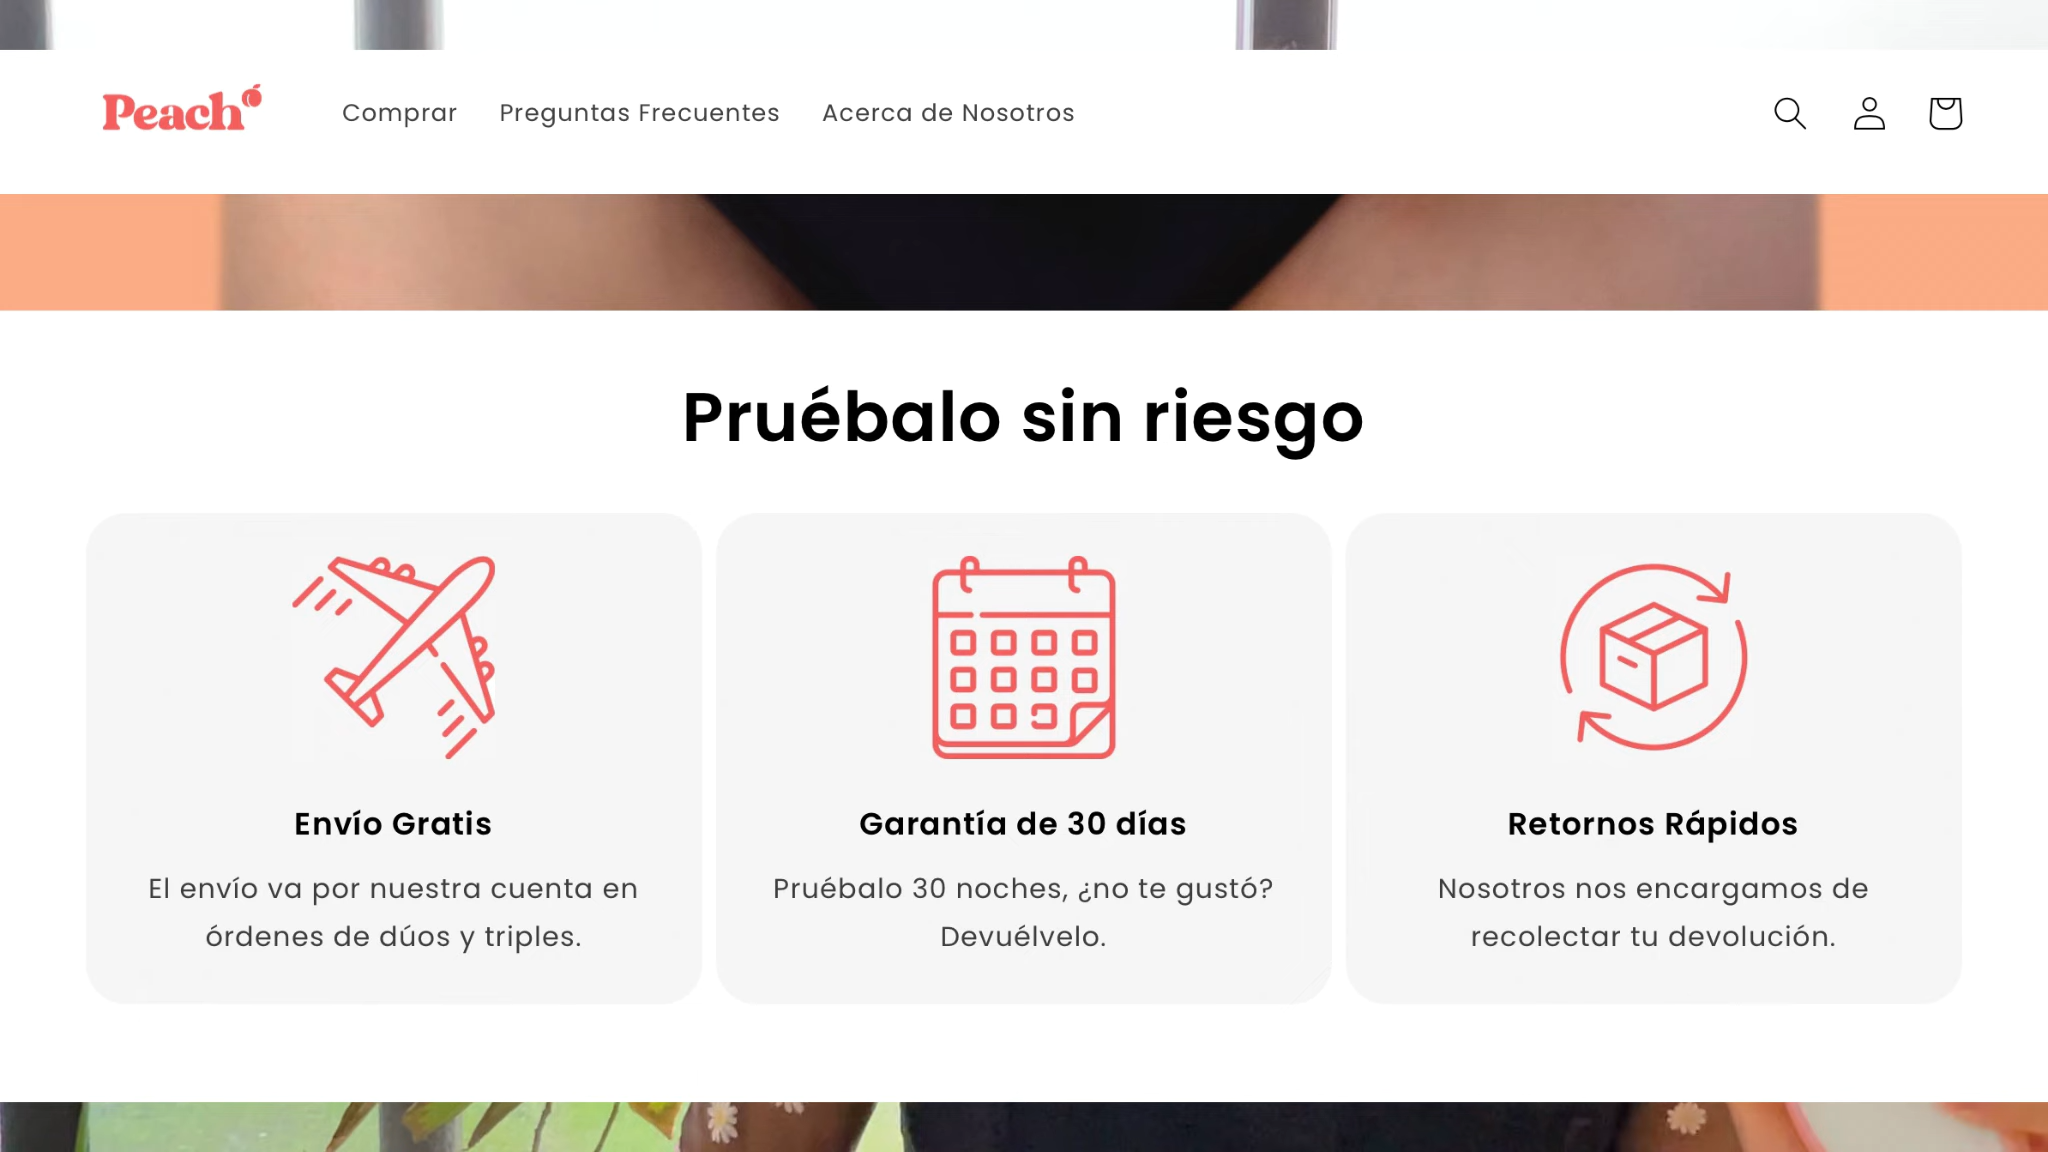 Peach
Comprar
Preguntas Frecuentes
Acerca de Nosotros
Pruébalo sin riesgo
Envío Gratis
El envío va por nuestra cuenta en
órdenes de dúos y triples.
Garantía de 30 días
Pruébalo 30 noches, ¿no te gustó?
Devuélvelo.
Retornos Rápidos
Nosotros nos encargamos de
recolectar tu devolución.